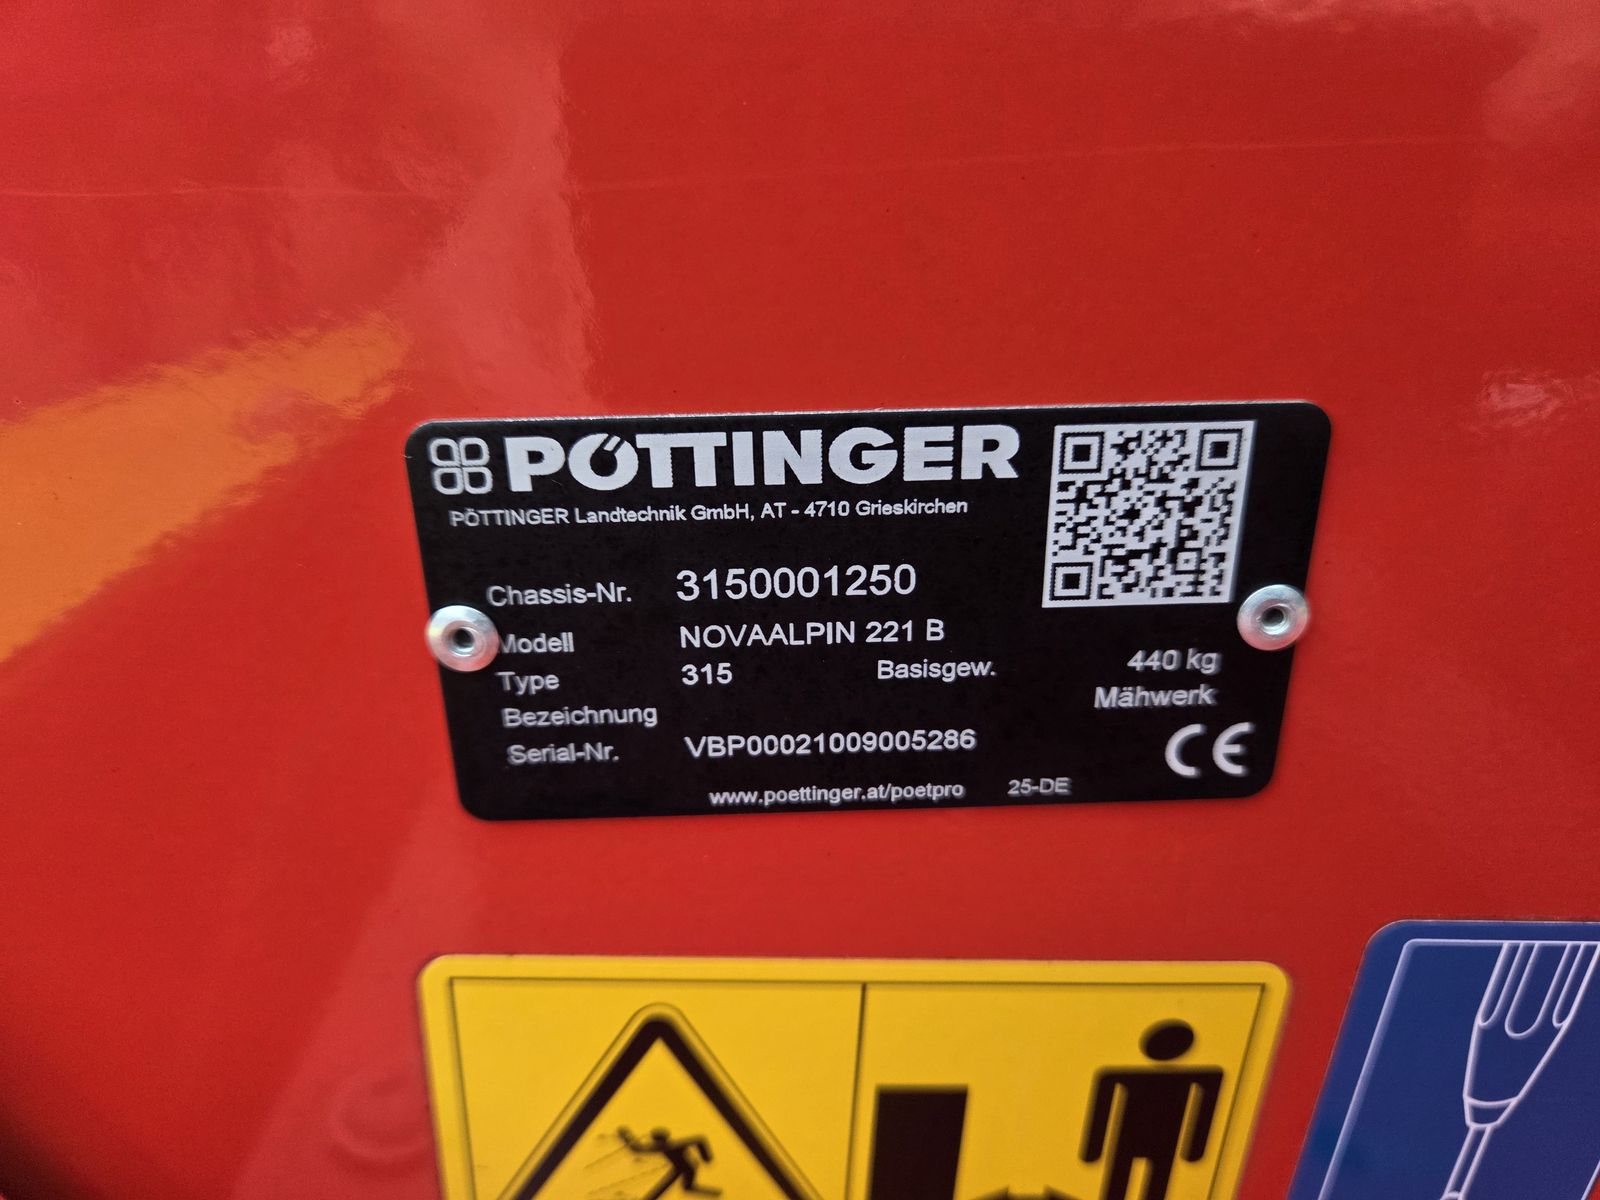 PÖTTINGER
PÖTTINGER Landtechnik GmbH, AT - 4710 Grieskirchen
Chassis-Nr. 3150001250
Modell NOVAALPIN 221 B
Type 315 Basisgew. 440 kg
Bezeichnung Mähwerk
Serial-Nr. VBP00021009005286
CE
www.poettinger.at/poetpro 25-DE